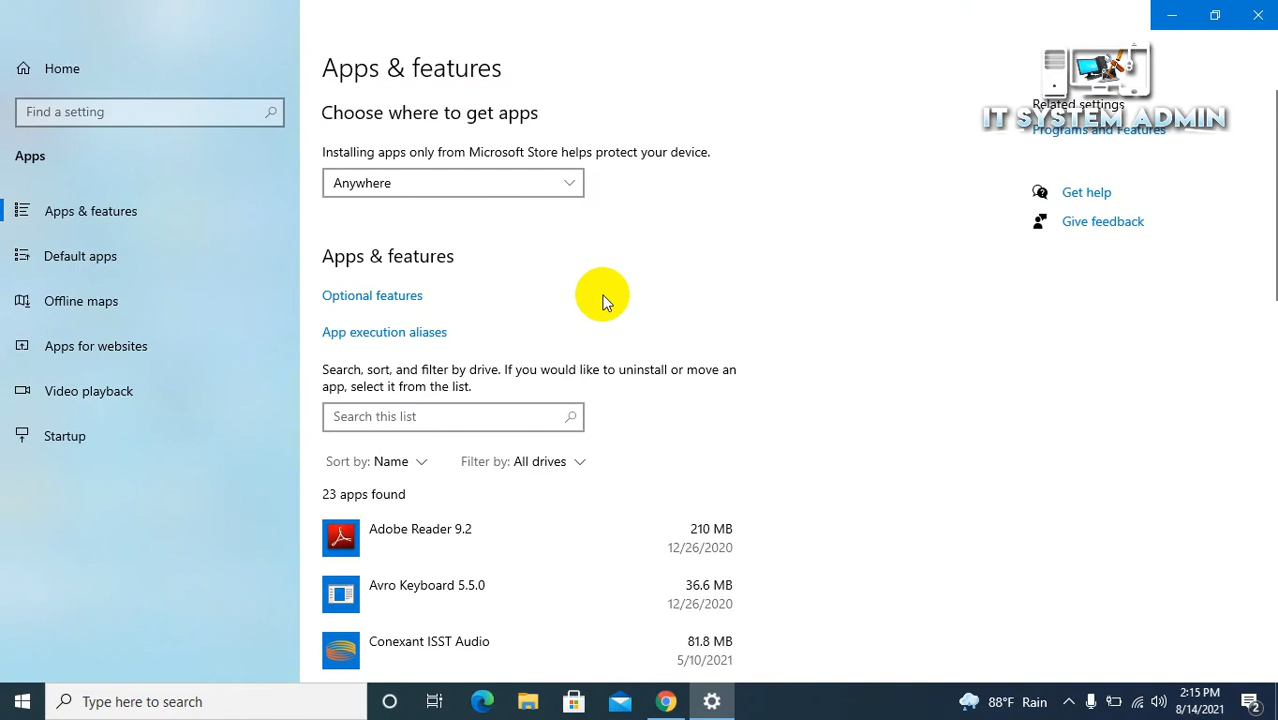 Home
Find a setting
Apps
Apps & features
Default apps
Offline maps
Apps for websites
Video playback
Startup
Apps & features
Choose where to get apps
Installing apps only from Microsoft Store helps protect your device.
Anywhere
Apps & features
Optional features
App execution aliases
Search, sort, and filter by drive. If you would like to uninstall or move an
app, select it from the list.
Search this list
Sort by: Name Filter by: All drives
23 apps found
Adobe Reader 9.2 210 MB
12/26/2020
Avro Keyboard 5.5.0 36.6 MB
12/26/2020
Conexant ISST Audio 81.8 MB
5/10/2021
Related settings
IT SYSTEM ADMIN
Programs and Features
Get help
Give feedback
Type here to search
88°F Rain
2:15 PM
8/14/2021
2